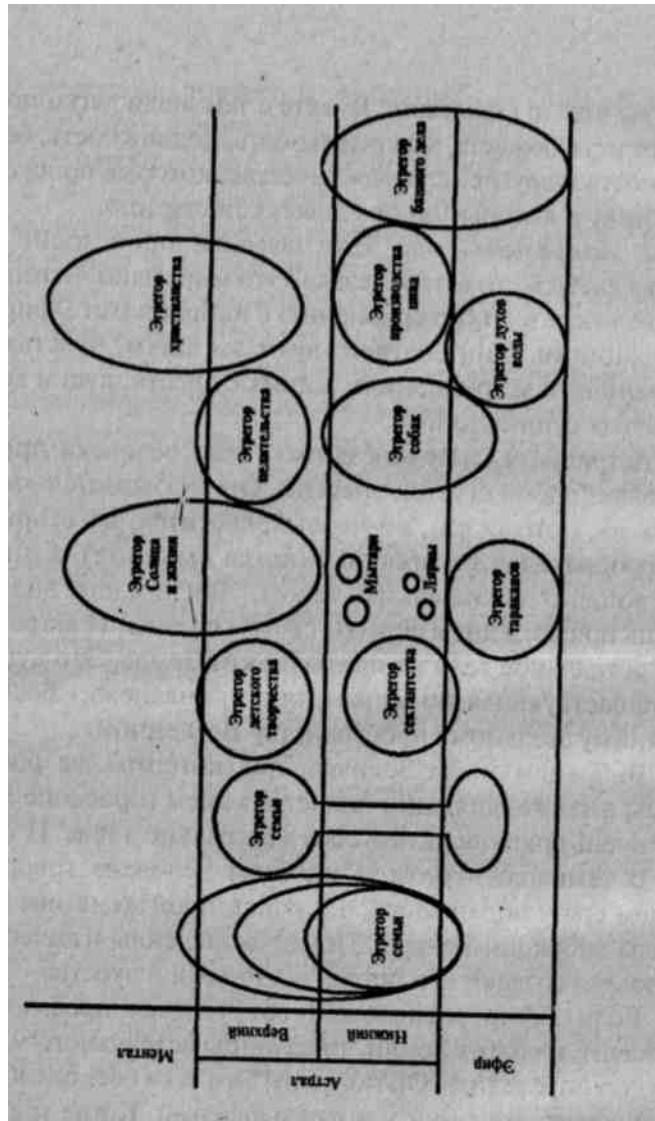 Ментал
Астрал
Верхний
Нижний
Эфир
Эгрегор
семьи
Эгрегор
семьи
Эгрегор
детского
творчества
Эгрегор
Солнца
и жизни
Эгрегор
целительства
Эгрегор
христианства
Эгрегор
сектантства
Мытари
Лярвы
Эгрегор
собак
Эгрегор
производства
пива
Эгрегор
банного дела
Эгрегор
тараканов
Эгрегор духов
воды